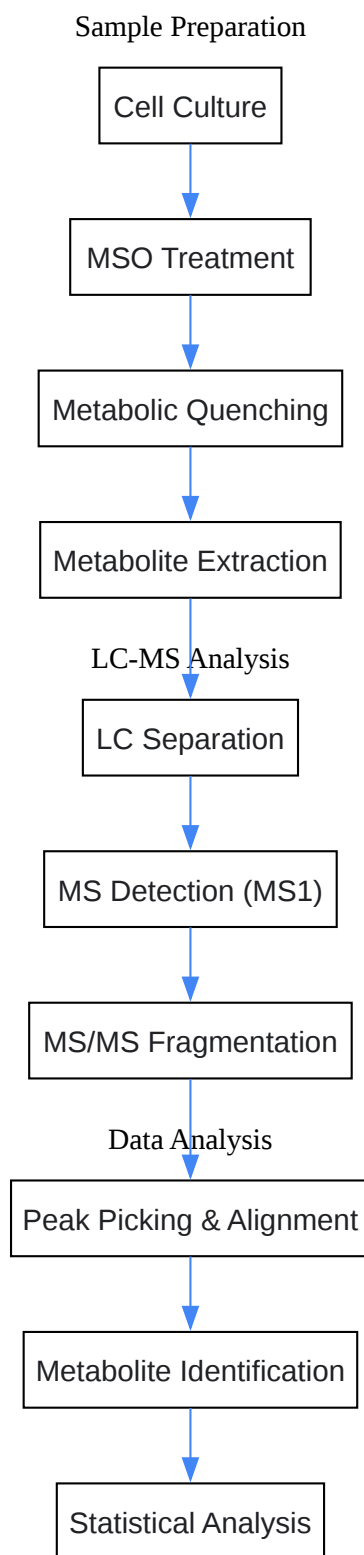 Sample Preparation
Cell Culture
MSO Treatment
Metabolic Quenching
Metabolite Extraction
LC-MS Analysis
LC Separation
MS Detection (MS1)
MS/MS Fragmentation
Data Analysis
Peak Picking & Alignment
Metabolite Identification
Statistical Analysis